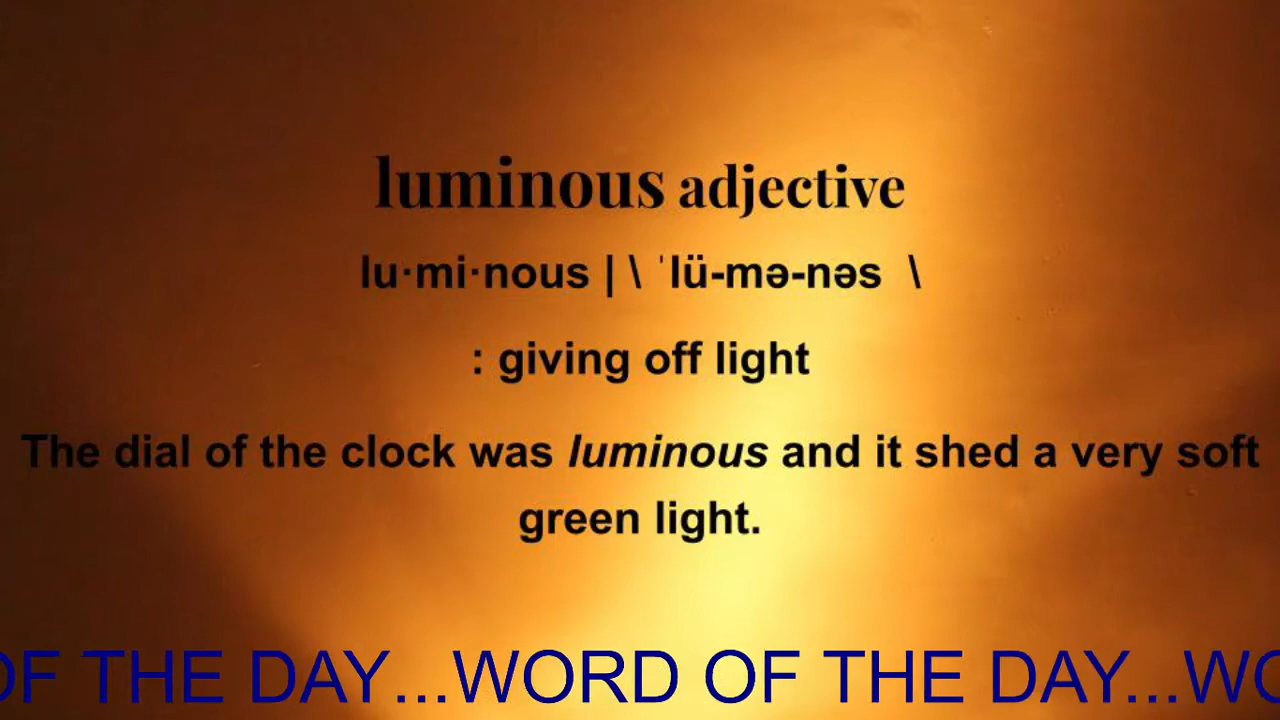 luminous adjective
lu·mi·nous | \ ˈlü-mə-nəs \
: giving off light
The dial of the clock was luminous and it shed a very soft
green light.
OF THE DAY...WORD OF THE DAY...WO